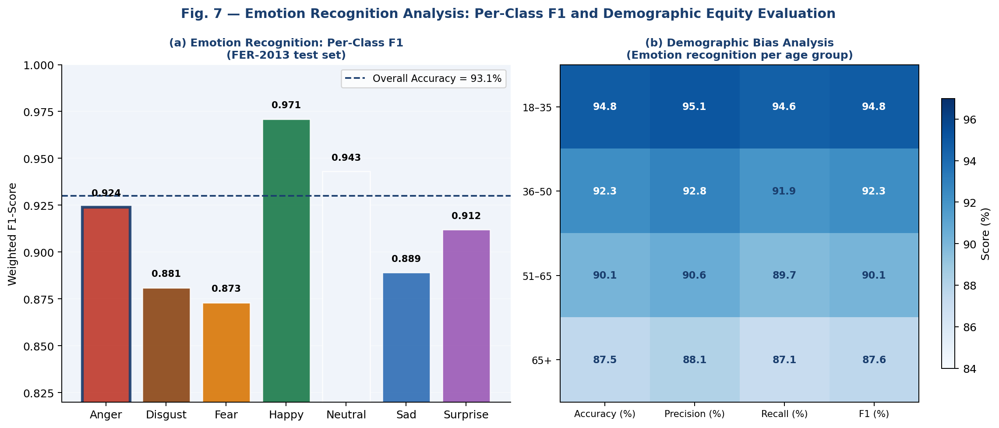 Fig. 7 — Emotion Recognition Analysis: Per-Class F1 and Demographic Equity Evaluation
(a) Emotion Recognition: Per-Class F1
(FER-2013 test set)
Overall Accuracy = 93.1%
Weighted F1-Score
1.000
0.975
0.950
0.925
0.900
0.875
0.850
0.825
0.924
0.881
0.873
0.971
0.943
0.889
0.912
Anger
Disgust
Fear
Happy
Neutral
Sad
Surprise
(b) Demographic Bias Analysis
(Emotion recognition per age group)
18–35
94.8
95.1
94.6
94.8
36–50
92.3
92.8
91.9
92.3
51–65
90.1
90.6
89.7
90.1
65+
87.5
88.1
87.1
87.6
Accuracy (%)
Precision (%)
Recall (%)
F1 (%)
96
94
92
90
88
86
84
Score (%)